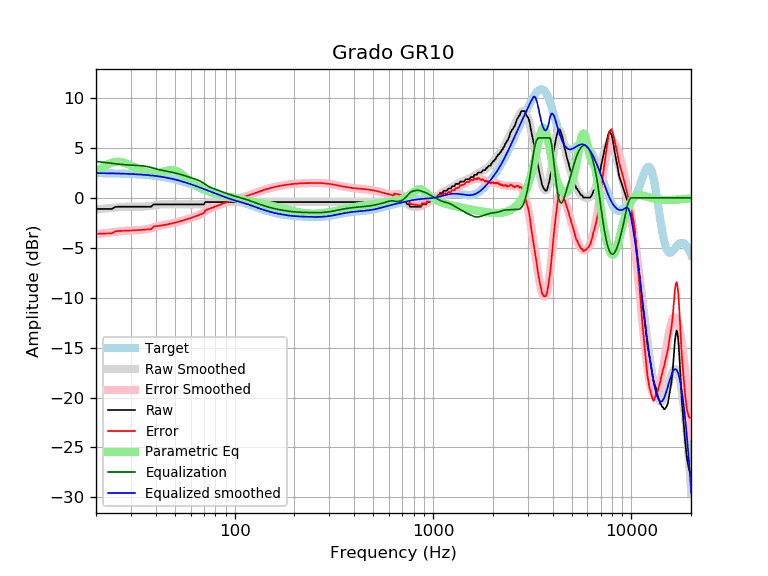 Grado GR10
10
5
0
−5
−10
−15
−20
−25
−30
Amplitude (dBr)
Target
Raw Smoothed
Error Smoothed
Raw
Error
Parametric Eq
Equalization
Equalized smoothed
100
1000
10000
Frequency (Hz)